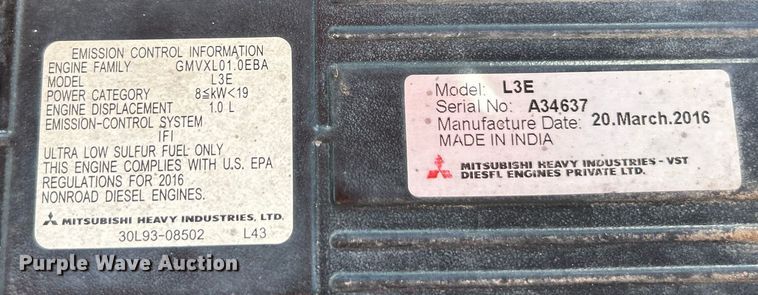 EMISSION CONTROL INFORMATION
ENGINE FAMILY GMVXL01.0EBA
MODEL L3E
POWER CATEGORY 8≤kW<19
ENGINE DISPLACEMENT 1.0 L
EMISSION-CONTROL SYSTEM
IFI
ULTRA LOW SULFUR FUEL ONLY
THIS ENGINE COMPLIES WITH U.S. EPA
REGULATIONS FOR 2016
NONROAD DIESEL ENGINES.
MITSUBISHI HEAVY INDUSTRIES, LTD.
30L93-08502 L43
Model: L3E
Serial No: A34637
Manufacture Date: 20.March.2016
MADE IN INDIA
MITSUBISHI HEAVY INDUSTRIES - VST
DIESEL ENGINES PRIVATE LTD.
Purple Wave Auction